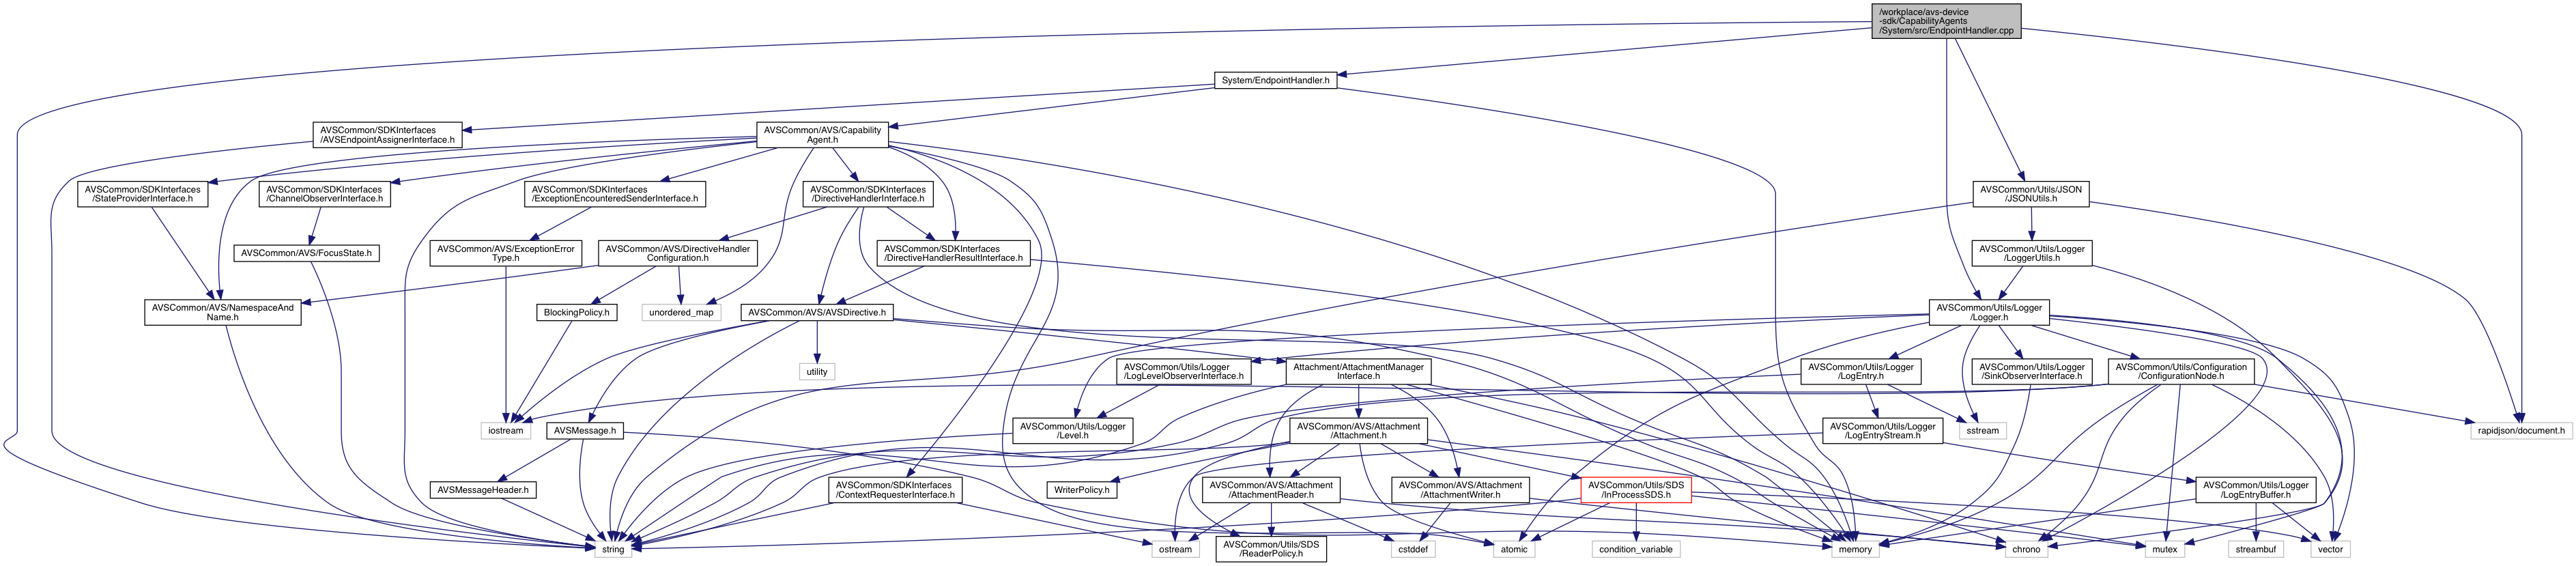 /workplace/avs-device
-sdk/CapabilityAgents
/System/src/EndpointHandler.cpp
System/EndpointHandler.h
AVSCommon/SDKInterfaces
/AVSEndpointAssignerInterface.h
AVSCommon/AVS/Capability
Agent.h
AVSCommon/SDKInterfaces
/StateProviderInterface.h
AVSCommon/SDKInterfaces
/ChannelObserverInterface.h
AVSCommon/SDKInterfaces
/ExceptionEncounteredSenderInterface.h
AVSCommon/SDKInterfaces
/DirectiveHandlerInterface.h
AVSCommon/Utils/JSON
/JSONUtils.h
AVSCommon/AVS/FocusState.h
AVSCommon/AVS/ExceptionError
Type.h
AVSCommon/AVS/DirectiveHandler
Configuration.h
AVSCommon/SDKInterfaces
/DirectiveHandlerResultInterface.h
AVSCommon/Utils/Logger
/LoggerUtils.h
AVSCommon/AVS/NamespaceAnd
Name.h
BlockingPolicy.h
unordered_map
AVSCommon/AVS/AVSDirective.h
AVSCommon/Utils/Logger
/Logger.h
utility
AVSCommon/Utils/Logger
/LogLevelObserverInterface.h
Attachment/AttachmentManager
Interface.h
AVSCommon/Utils/Logger
/LogEntry.h
AVSCommon/Utils/Logger
/SinkObserverInterface.h
AVSCommon/Utils/Configuration
/ConfigurationNode.h
iostream
AVSMessage.h
AVSCommon/Utils/Logger
/Level.h
AVSCommon/AVS/Attachment
/Attachment.h
AVSCommon/Utils/Logger
/LogEntryStream.h
sstream
rapidjson/document.h
AVSMessageHeader.h
AVSCommon/SDKInterfaces
/ContextRequesterInterface.h
WriterPolicy.h
AVSCommon/AVS/Attachment
/AttachmentReader.h
AVSCommon/AVS/Attachment
/AttachmentWriter.h
AVSCommon/Utils/SDS
/InProcessSDS.h
AVSCommon/Utils/Logger
/LogEntryBuffer.h
string
ostream
AVSCommon/Utils/SDS
/ReaderPolicy.h
cstddef
atomic
condition_variable
memory
chrono
mutex
streambuf
vector